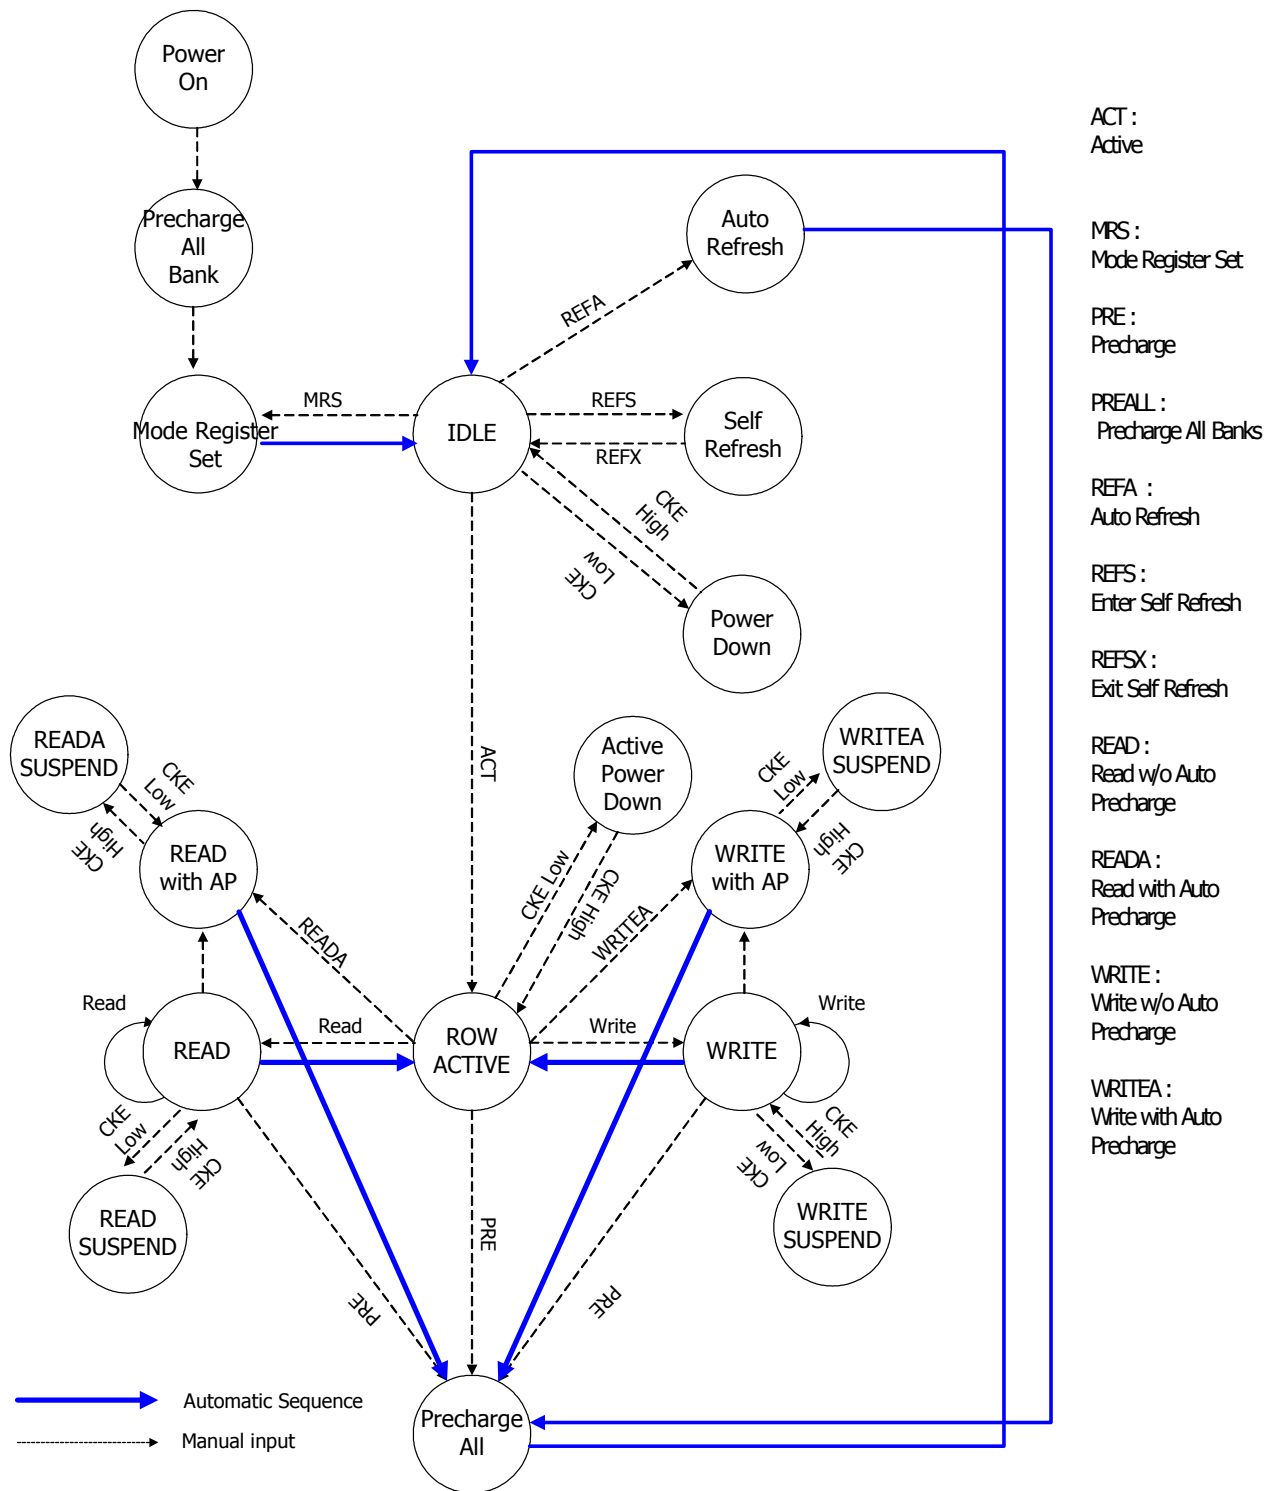 Power
On
Precharge
All
Bank
Mode Register
Set
MRS
IDLE
REFA
Auto
Refresh
REFS
REFX
Self
Refresh
CKE
High
CKE
Low
Power
Down
ACT
READA
SUSPEND
CKE
Low
CKE
High
READ
with AP
READA
Active
Power
Down
CKE Low
CKE High
WRITEA
WRITEA
SUSPEND
CKE
Low
CKE
High
WRITE
with AP
Read
READ
Read
ROW
ACTIVE
Write
WRITE
Write
CKE
Low
CKE
High
READ
SUSPEND
CKE
High
CKE
Low
WRITE
SUSPEND
PRE
PRE
PRE
Precharge
All
Automatic Sequence
Manual input
ACT :
Active
MRS :
Mode Register Set
PRE :
Precharge
PREALL :
Precharge All Banks
REFA :
Auto Refresh
REFS :
Enter Self Refresh
REFSX :
Exit Self Refresh
READ :
Read w/o Auto
Precharge
READA :
Read with Auto
Precharge
WRITE :
Write w/o Auto
Precharge
WRITEA :
Write with Auto
Precharge